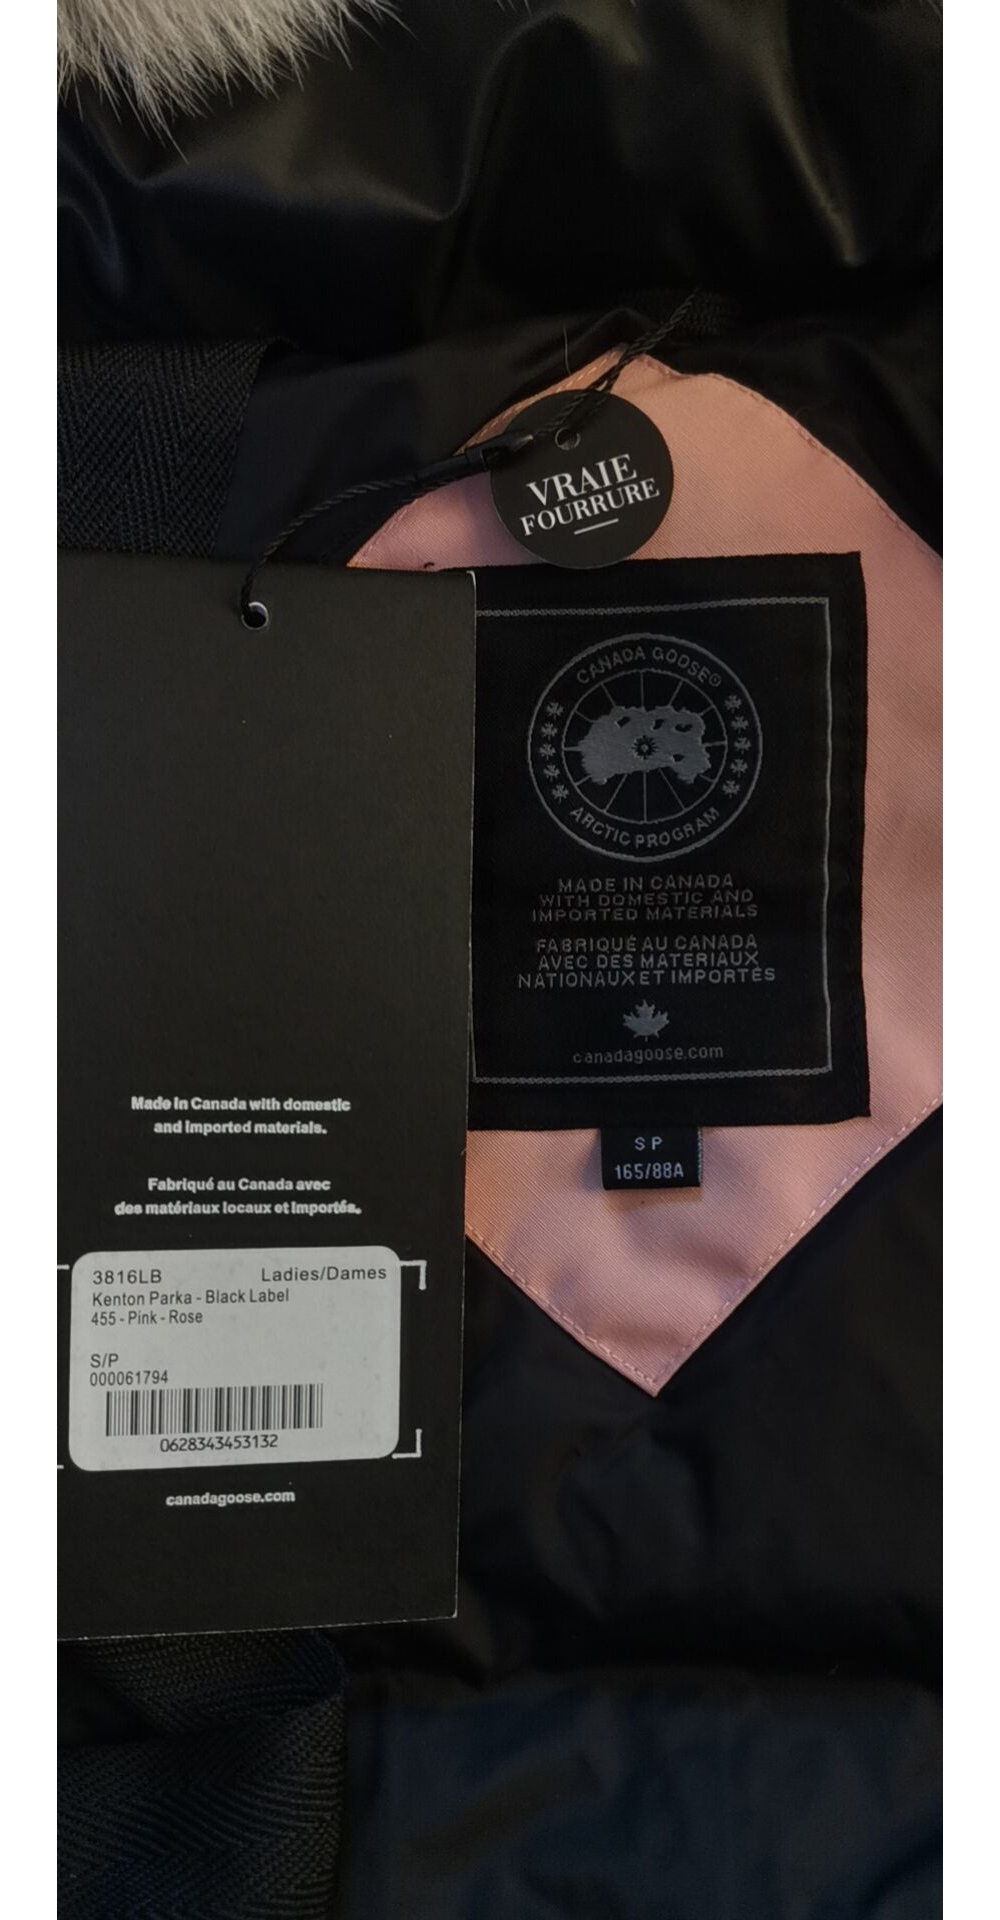 VRAIE
FOURRURE
CANADA GOOSE®
ARCTIC PROGRAM
MADE IN CANADA
WITH DOMESTIC AND
IMPORTED MATERIALS
FABRIQUÉ AU CANADA
AVEC DES MATERIAUX
NATIONAUX ET IMPORTÉS
canadagoose.com
S P
165/88A
Made in Canada with domestic
and imported materials.
Fabriqué au Canada avec
des matériaux locaux et importés.
3816LB Ladies/Dames
Kenton Parka - Black Label
455 - Pink - Rose
S/P
000061794
0628343453132
canadagoose.com